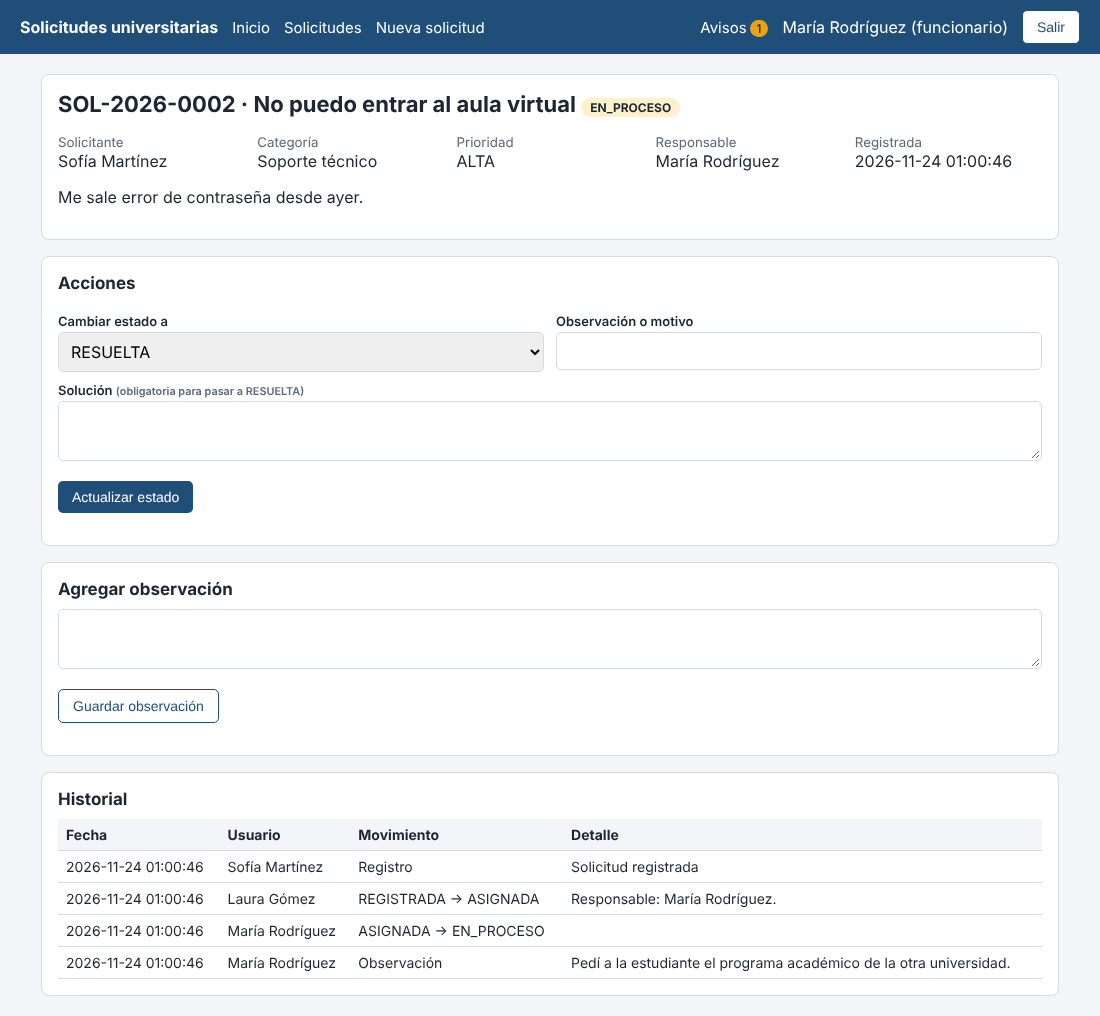 Solicitudes universitarias Inicio Solicitudes Nueva solicitud Avisos 1 María Rodríguez (funcionario) Salir
SOL-2026-0002 · No puedo entrar al aula virtual EN_PROCESO
Solicitante Categoría Prioridad Responsable Registrada
Sofía Martínez Soporte técnico ALTA María Rodríguez 2026-11-24 01:00:46
Me sale error de contraseña desde ayer.
Acciones
Cambiar estado a Observación o motivo
RESUELTA
Solución (obligatoria para pasar a RESUELTA)
Actualizar estado
Agregar observación
Guardar observación
Historial
Fecha Usuario Movimiento Detalle
2026-11-24 01:00:46 Sofía Martínez Registro Solicitud registrada
2026-11-24 01:00:46 Laura Gómez REGISTRADA → ASIGNADA Responsable: María Rodríguez.
2026-11-24 01:00:46 María Rodríguez ASIGNADA → EN_PROCESO
2026-11-24 01:00:46 María Rodríguez Observación Pedí a la estudiante el programa académico de la otra universidad.